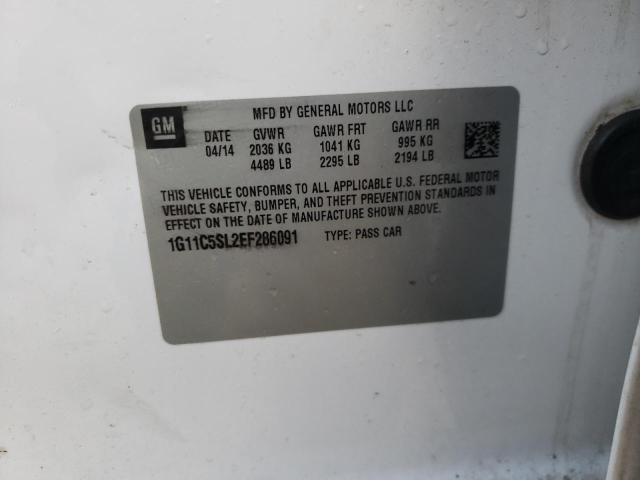 GM
MFD BY GENERAL MOTORS LLC
DATE GVWR GAWR FRT GAWR RR
04/14 2036 KG 1041 KG 995 KG
4489 LB 2295 LB 2194 LB
THIS VEHICLE CONFORMS TO ALL APPLICABLE U.S. FEDERAL MOTOR
VEHICLE SAFETY, BUMPER, AND THEFT PREVENTION STANDARDS IN
EFFECT ON THE DATE OF MANUFACTURE SHOWN ABOVE.
1G11C5SL2EF286091 TYPE: PASS CAR